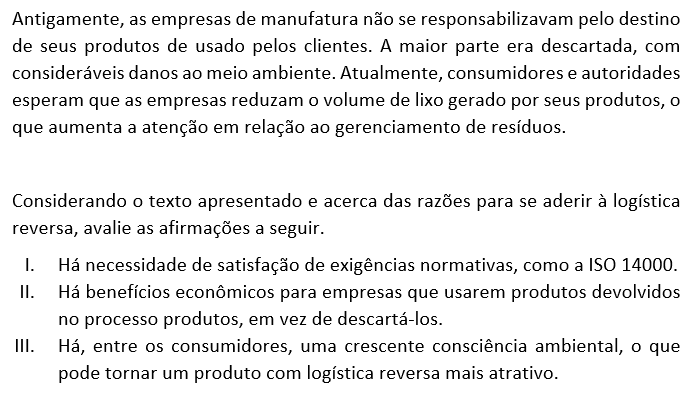 Antigamente, as empresas de manufatura não se responsabilizavam pelo destino
de seus produtos de usado pelos clientes. A maior parte era descartada, com
consideráveis danos ao meio ambiente. Atualmente, consumidores e autoridades
esperam que as empresas reduzam o volume de lixo gerado por seus produtos, o
que aumenta a atenção em relação ao gerenciamento de resíduos.
Considerando o texto apresentado e acerca das razões para se aderir à logística
reversa, avalie as afirmações a seguir.
I. Há necessidade de satisfação de exigências normativas, como a ISO 14000.
II. Há benefícios econômicos para empresas que usarem produtos devolvidos
no processo produtos, em vez de descartá-los.
III. Há, entre os consumidores, uma crescente consciência ambiental, o que
pode tornar um produto com logística reversa mais atrativo.